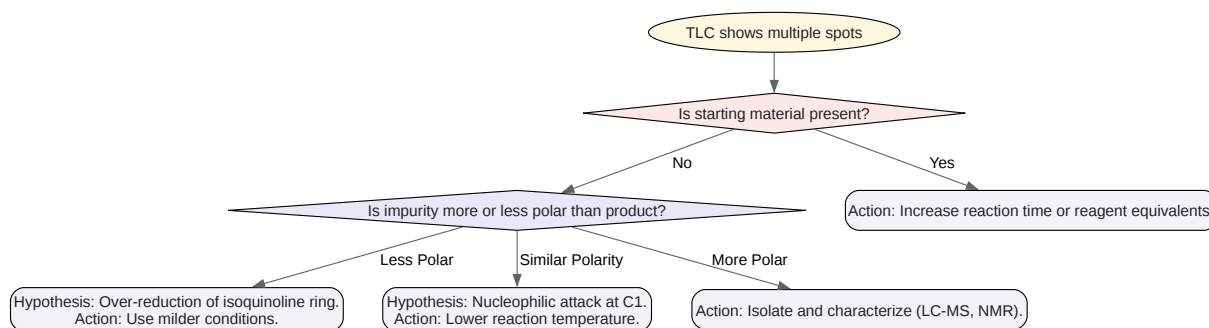 TLC shows multiple spots
Is starting material present?
No
Yes
Is impurity more or less polar than product?
Action: Increase reaction time or reagent equivalents
Less Polar
Similar Polarity
More Polar
Hypothesis: Over-reduction of isoquinoline ring.
Action: Use milder conditions.
Hypothesis: Nucleophilic attack at C1.
Action: Lower reaction temperature.
Action: Isolate and characterize (LC-MS, NMR).